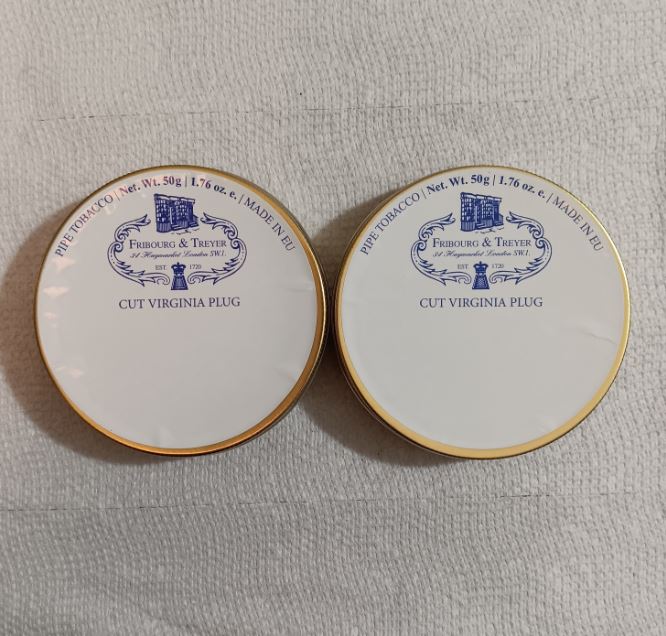 PIPE TOBACCO | Net. Wt. 50g | 1.76 oz. e. | MADE IN EU
FRIBOURG & TREYER
34 Haymarket London SW.1.
EST. 1720
CUT VIRGINIA PLUG
PIPE TOBACCO | Net. Wt. 50g | 1.76 oz. e. | MADE IN EU
FRIBOURG & TREYER
34 Haymarket London SW.1.
EST. 1720
CUT VIRGINIA PLUG